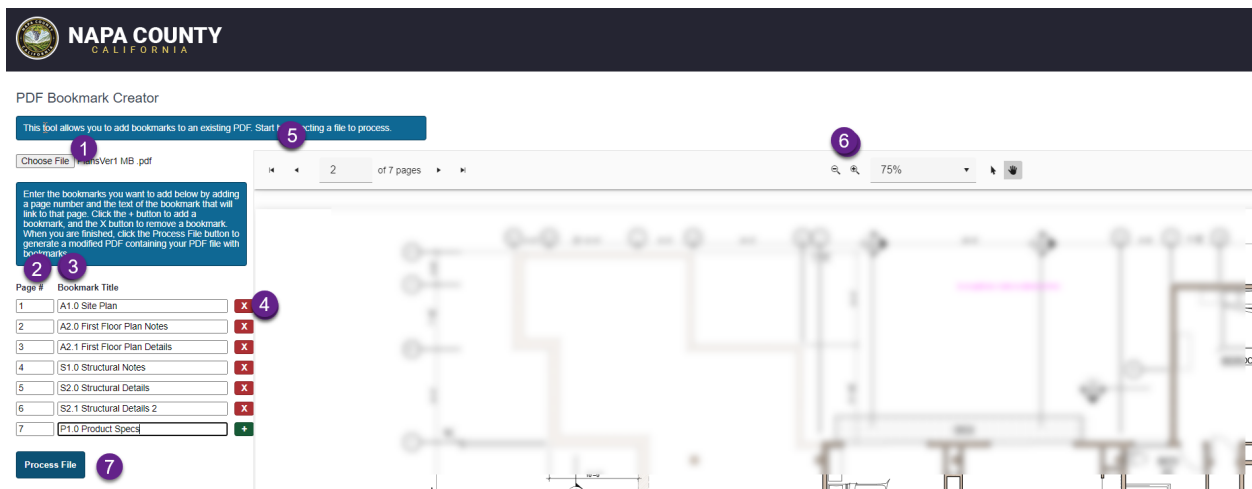 NAPA COUNTY
CALIFORNIA
PDF Bookmark Creator
This tool allows you to add bookmarks to an existing PDF. Start by selecting a file to process.
1
5
6
Choose File PlansVer1 MB .pdf
2 of 7 pages
75%
Enter the bookmarks you want to add below by adding
a page number and the text of the bookmark that will
link to that page. Click the + button to add a
bookmark, and the X button to remove a bookmark.
When you are finished, click the Process File button to
generate a modified PDF containing your PDF file with
bookmarks
2
3
Page # Bookmark Title
1 A1.0 Site Plan X
4
2 A2.0 First Floor Plan Notes X
3 A2.1 First Floor Plan Details X
4 S1.0 Structural Notes X
5 S2.0 Structural Details X
6 S2.1 Structural Details 2 X
7 P1.0 Product Specs +
Process File
7